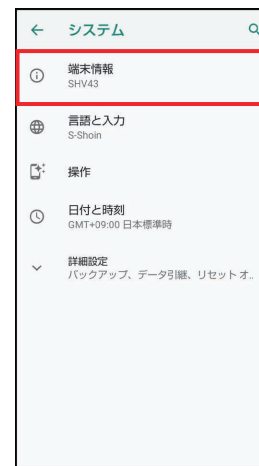 システム
端末情報
SHV43
言語と入力
S-Shoin
操作
日付と時刻
GMT+09:00 日本標準時
詳細設定
バックアップ、データ引継、リセット オ..